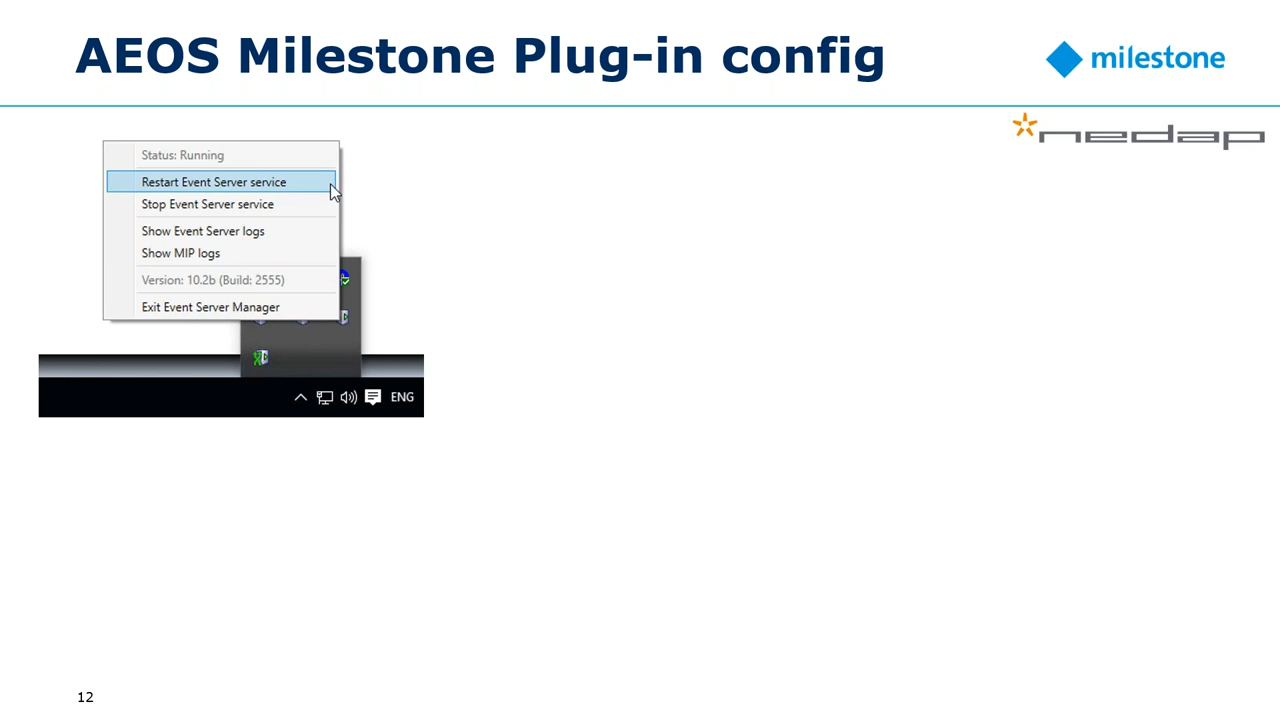 AEOS Milestone Plug-in config
milestone
nedap
Status: Running
Restart Event Server service
Stop Event Server service
Show Event Server logs
Show MIP logs
Version: 10.2b (Build: 2555)
Exit Event Server Manager
ENG
12